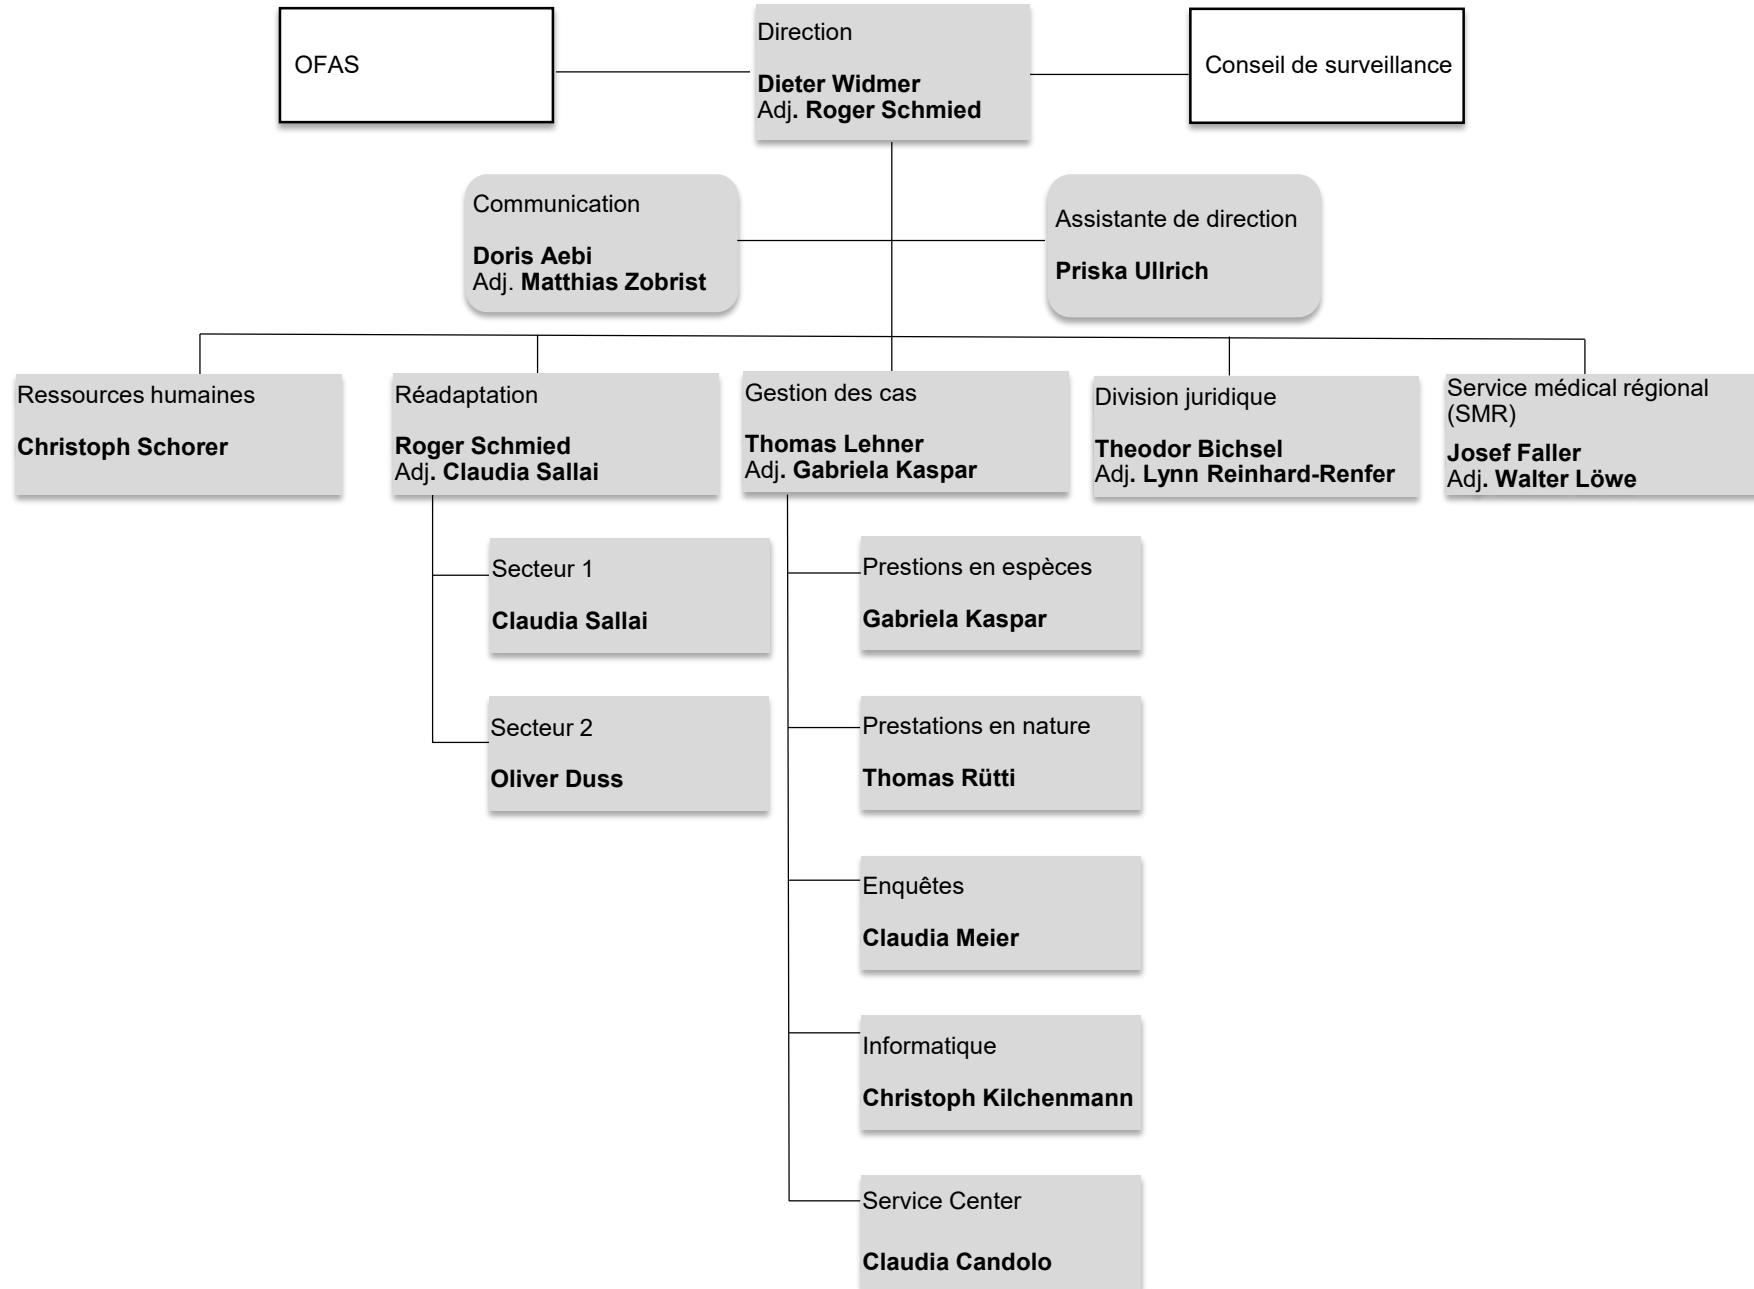 OFAS
Direction
Dieter Widmer
Adj. Roger Schmied
Conseil de surveillance
Communication
Doris Aebi
Adj. Matthias Zobrist
Assistante de direction
Priska Ullrich
Ressources humaines
Christoph Schorer
Réadaptation
Roger Schmied
Adj. Claudia Sallai
Gestion des cas
Thomas Lehner
Adj. Gabriela Kaspar
Division juridique
Theodor Bichsel
Adj. Lynn Reinhard-Renfer
Service médical régional
(SMR)
Josef Faller
Adj. Walter Löwe
Secteur 1
Claudia Sallai
Secteur 2
Oliver Duss
Prestions en espèces
Gabriela Kaspar
Prestations en nature
Thomas Rütti
Enquêtes
Claudia Meier
Informatique
Christoph Kilchenmann
Service Center
Claudia Candolo